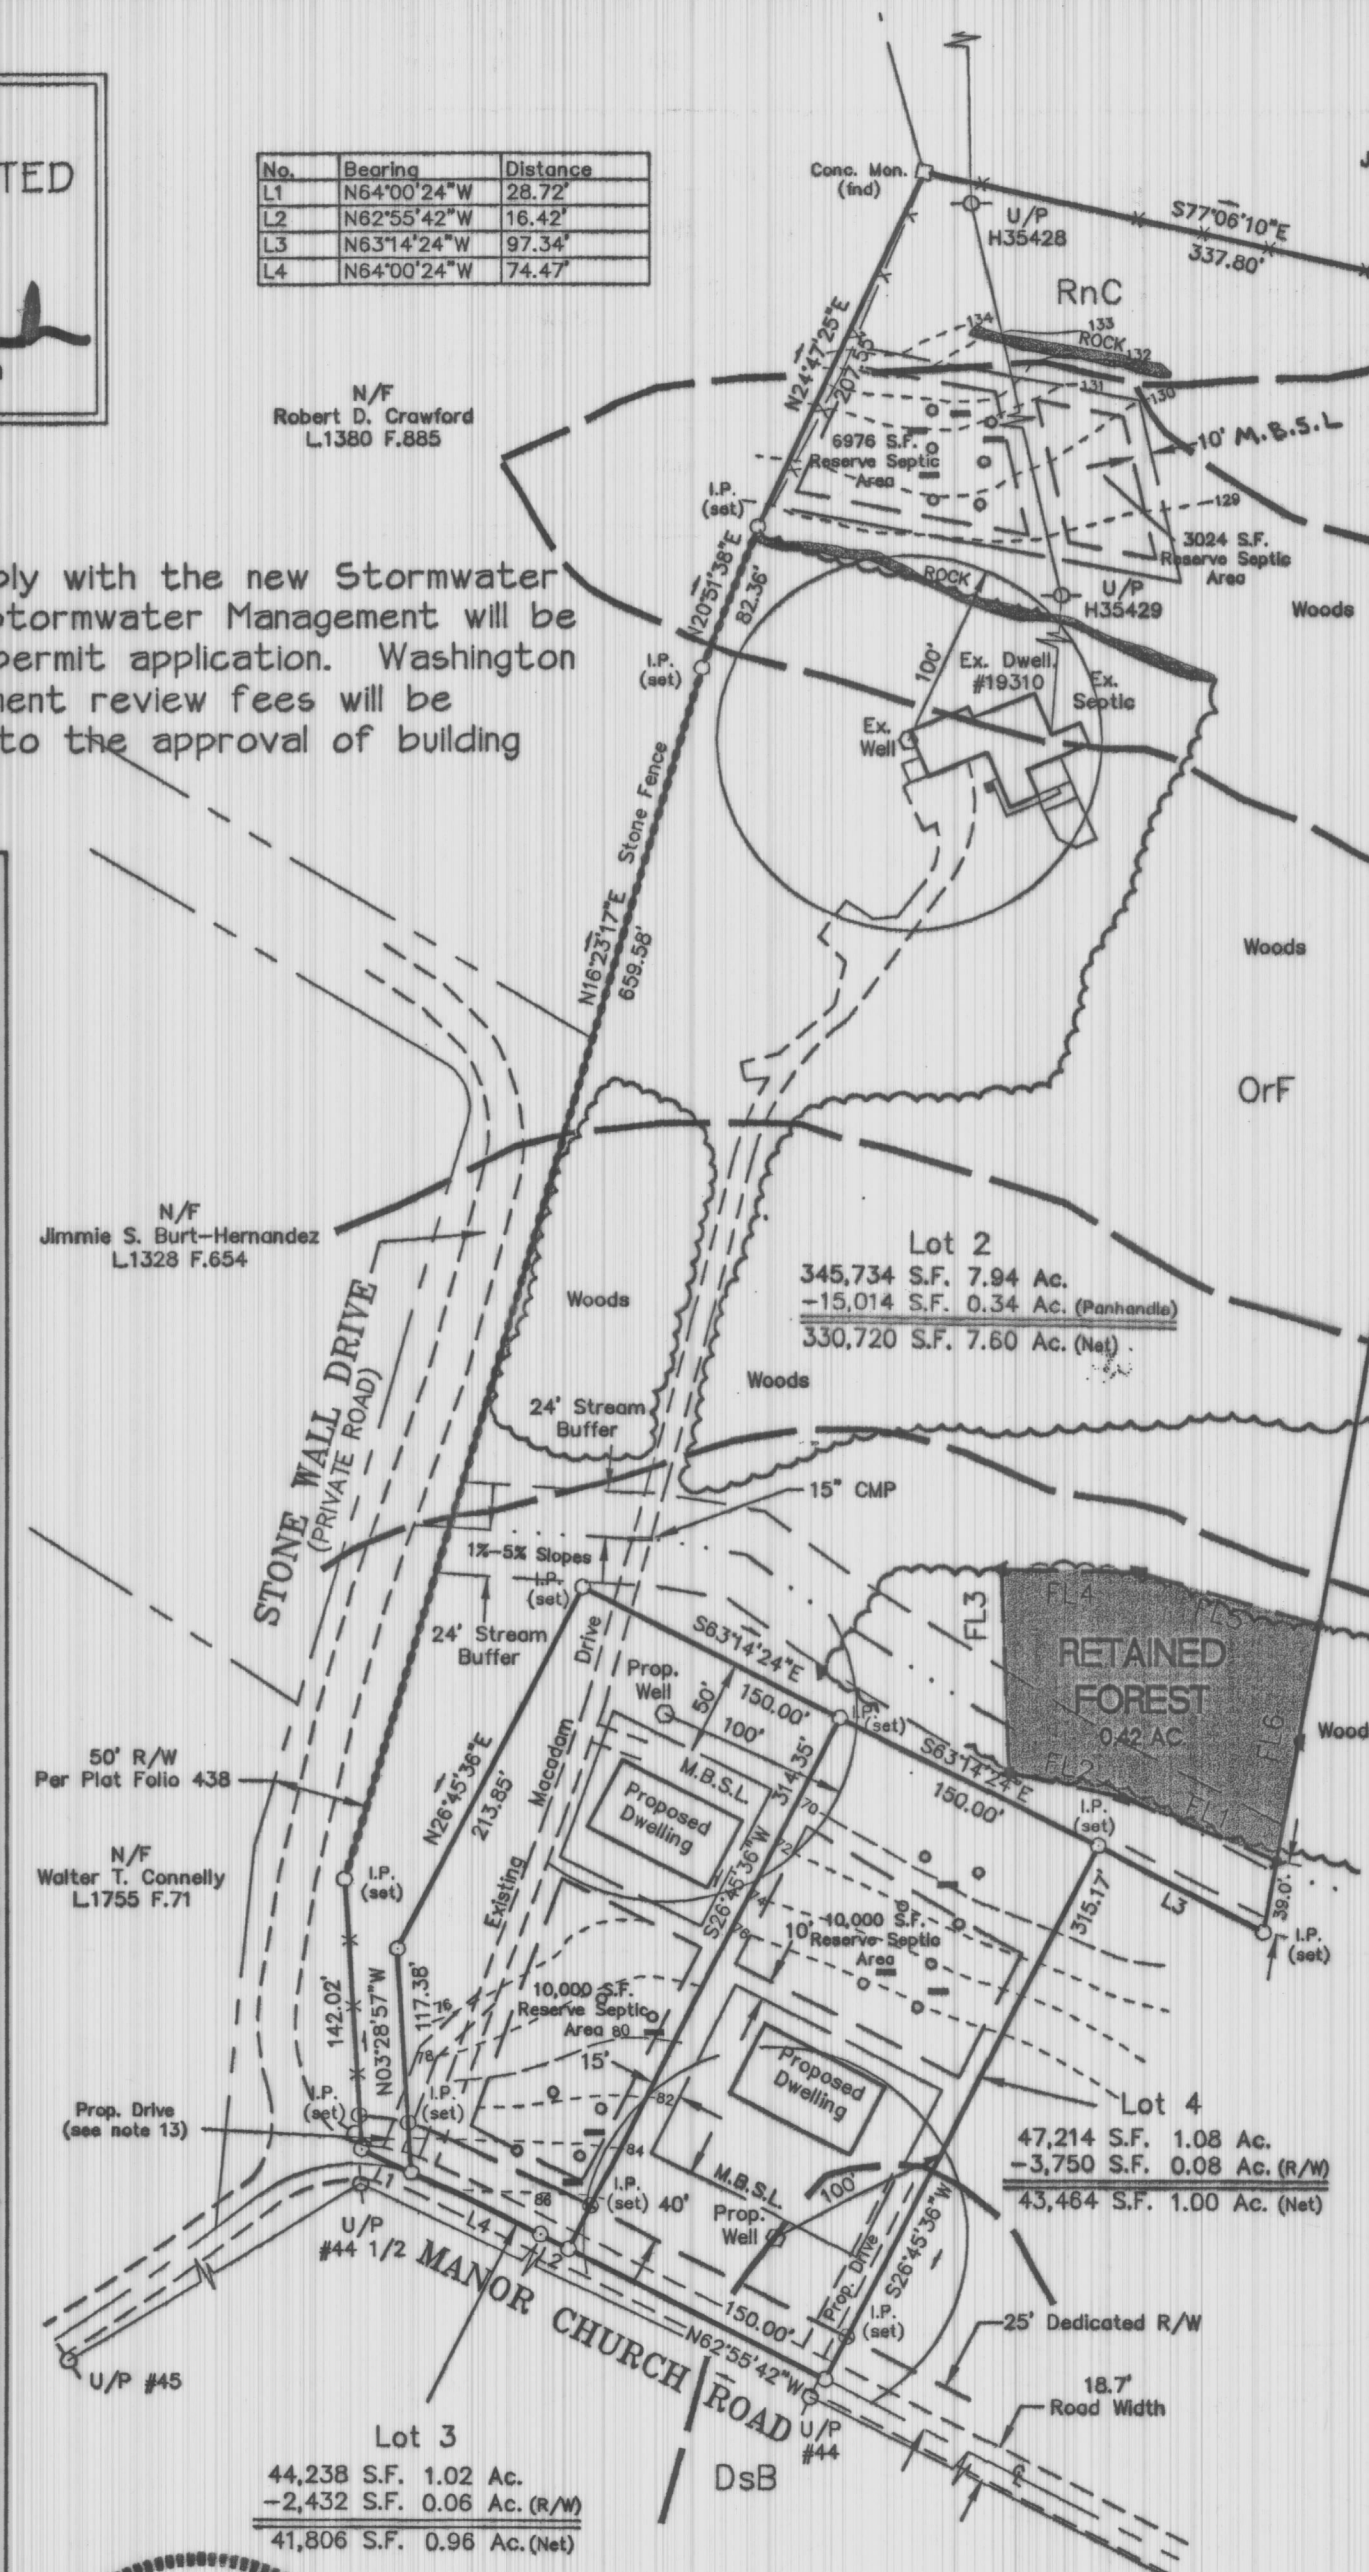 TED
No. Bearing Distance
L1 N64°00'24"W 28.72'
L2 N62°55'42"W 16.42'
L3 N63°14'24"W 97.34'
L4 N64°00'24"W 74.47'
Conc. Mon.
(fnd)
U/P
H35428
S77°06'10"E
337.80'
RnC
134
133
ROCK
132
131
130
N24°47'25"E
207.55'
N/F
Robert D. Crawford
L.1380 F.885
10' M.B.S.L
6976 S.F.
Reserve Septic
Area
129
3024 S.F.
Reserve Septic
Area
I.P.
(set)
N20°51'38"E
82.36'
ROCK
U/P
H35429
Woods
ply with the new Stormwater
Stormwater Management will be
permit application. Washington
ment review fees will be
to the approval of building
I.P.
(set)
100'
Ex. Dwell.
#19310
Ex.
Septic
Ex.
Well
Stone Fence
N16°23'17"E
659.58'
Woods
OrF
N/F
Jimmie S. Burt-Hernandez
L.1328 F.654
Lot 2
345,734 S.F. 7.94 Ac.
-15,014 S.F. 0.34 Ac. (Panhandle)
330,720 S.F. 7.60 Ac. (Net)
Woods
Woods
STONE WALL DRIVE
(PRIVATE ROAD)
24' Stream
Buffer
15" CMP
1%-5% Slopes
I.P.
(set)
24' Stream
Buffer
S63°14'24"E
150.00'
FL3
FL4
FL5
RETAINED
FOREST
0.42 AC.
FL6
FL2
FL1
Wood
Prop.
Well
50'
100'
I.P.
(set)
S63°14'24"E
150.00'
50' R/W
Per Plat Folio 438
N26°45'36"E
213.85'
Existing Macadam Drive
M.B.S.L.
Proposed
Dwelling
314.35'
S26°45'36"W
70
72
74
76
I.P.
(set)
L3
39.0'
I.P.
(set)
N/F
Walter T. Connelly
L.1755 F.71
I.P.
(set)
10'
10,000 S.F.
Reserve Septic
Area
315.17'
142.02'
N03°28'57"W
117.38'
76
78
10,000 S.F.
Reserve Septic
Area 80
15'
Proposed
Dwelling
82
84
86
Prop. Drive
(see note 13)
I.P.
(set)
I.P.
(set)
Lot 4
47,214 S.F. 1.08 Ac.
-3,750 S.F. 0.08 Ac. (R/W)
43,464 S.F. 1.00 Ac. (Net)
L1
L4
L2
I.P.
(set)
40'
M.B.S.L.
100'
Prop.
Well
Prop. Drive
S26°45'36"W
U/P
#44 1/2
MANOR CHURCH ROAD
150.00'
N62°55'42"W
I.P.
(set)
25' Dedicated R/W
U/P #45
18.7'
Road Width
U/P
#44
DsB
Lot 3
44,238 S.F. 1.02 Ac.
-2,432 S.F. 0.06 Ac. (R/W)
41,806 S.F. 0.96 Ac. (Net)